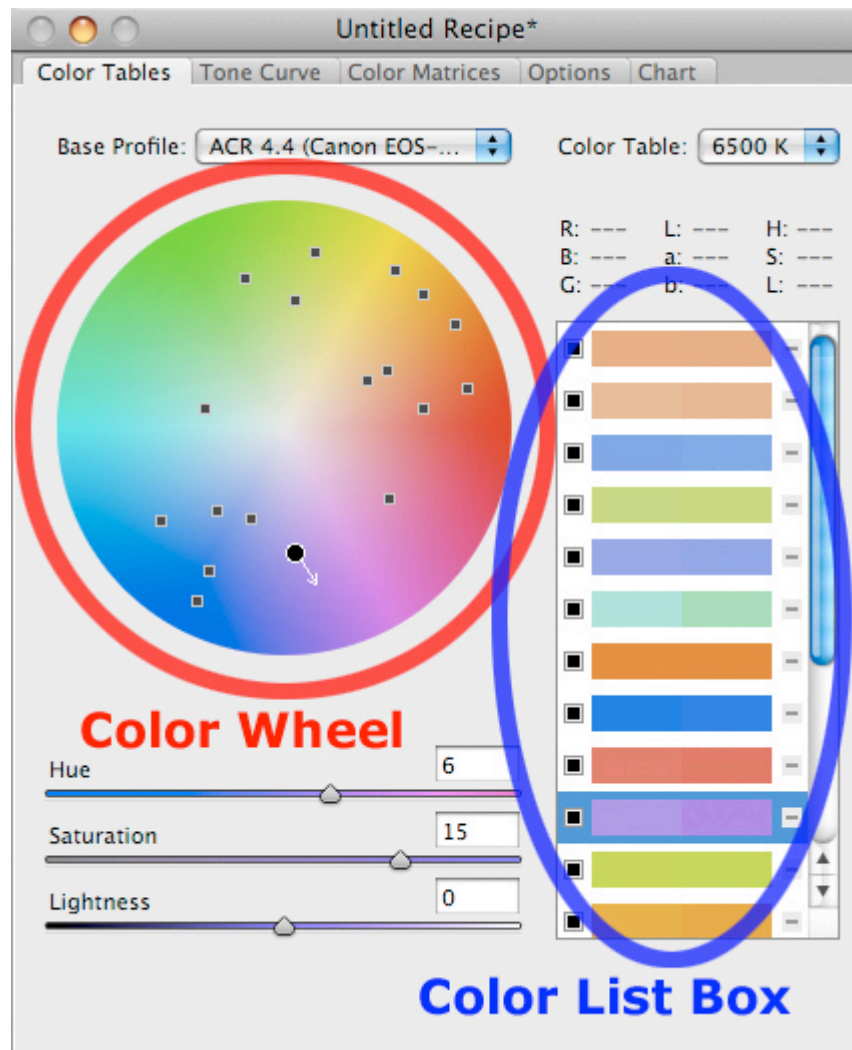 Untitled Recipe*
Color Tables Tone Curve Color Matrices Options Chart
Base Profile: ACR 4.4 (Canon EOS-... Color Table: 6500 K
R: --- L: --- H: ---
B: --- a: --- S: ---
G: --- b: --- L: ---
Color Wheel
Hue 6
Saturation 15
Lightness 0
Color List Box